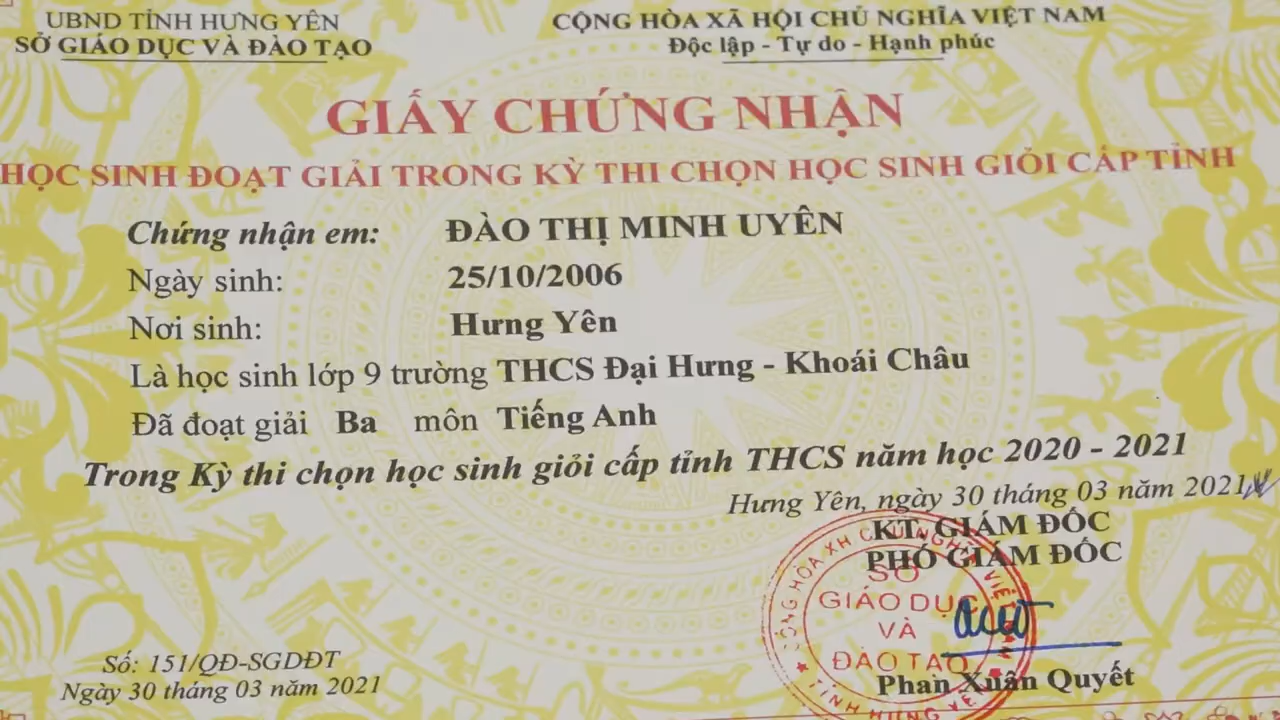 UBND TỈNH HƯNG YÊN
SỞ GIÁO DỤC VÀ ĐÀO TẠO
CỘNG HÒA XÃ HỘI CHỦ NGHĨA VIỆT NAM
Độc lập - Tự do - Hạnh phúc
GIẤY CHỨNG NHẬN
HỌC SINH ĐOẠT GIẢI TRONG KỲ THI CHỌN HỌC SINH GIỎI CẤP TỈNH
Chứng nhận em: ĐÀO THỊ MINH UYÊN
Ngày sinh: 25/10/2006
Nơi sinh: Hưng Yên
Là học sinh lớp 9 trường THCS Đại Hưng - Khoái Châu
Đã đoạt giải Ba môn Tiếng Anh
Trong Kỳ thi chọn học sinh giỏi cấp tỉnh THCS năm học 2020 - 2021
Hưng Yên, ngày 30 tháng 03 năm 2021
KT. GIÁM ĐỐC
PHÓ GIÁM ĐỐC
SỞ
GIÁO DỤC
VÀ
ĐÀO TẠO
Phan Xuân Quyết
Số: 151/QĐ-SGDĐT
Ngày 30 tháng 03 năm 2021